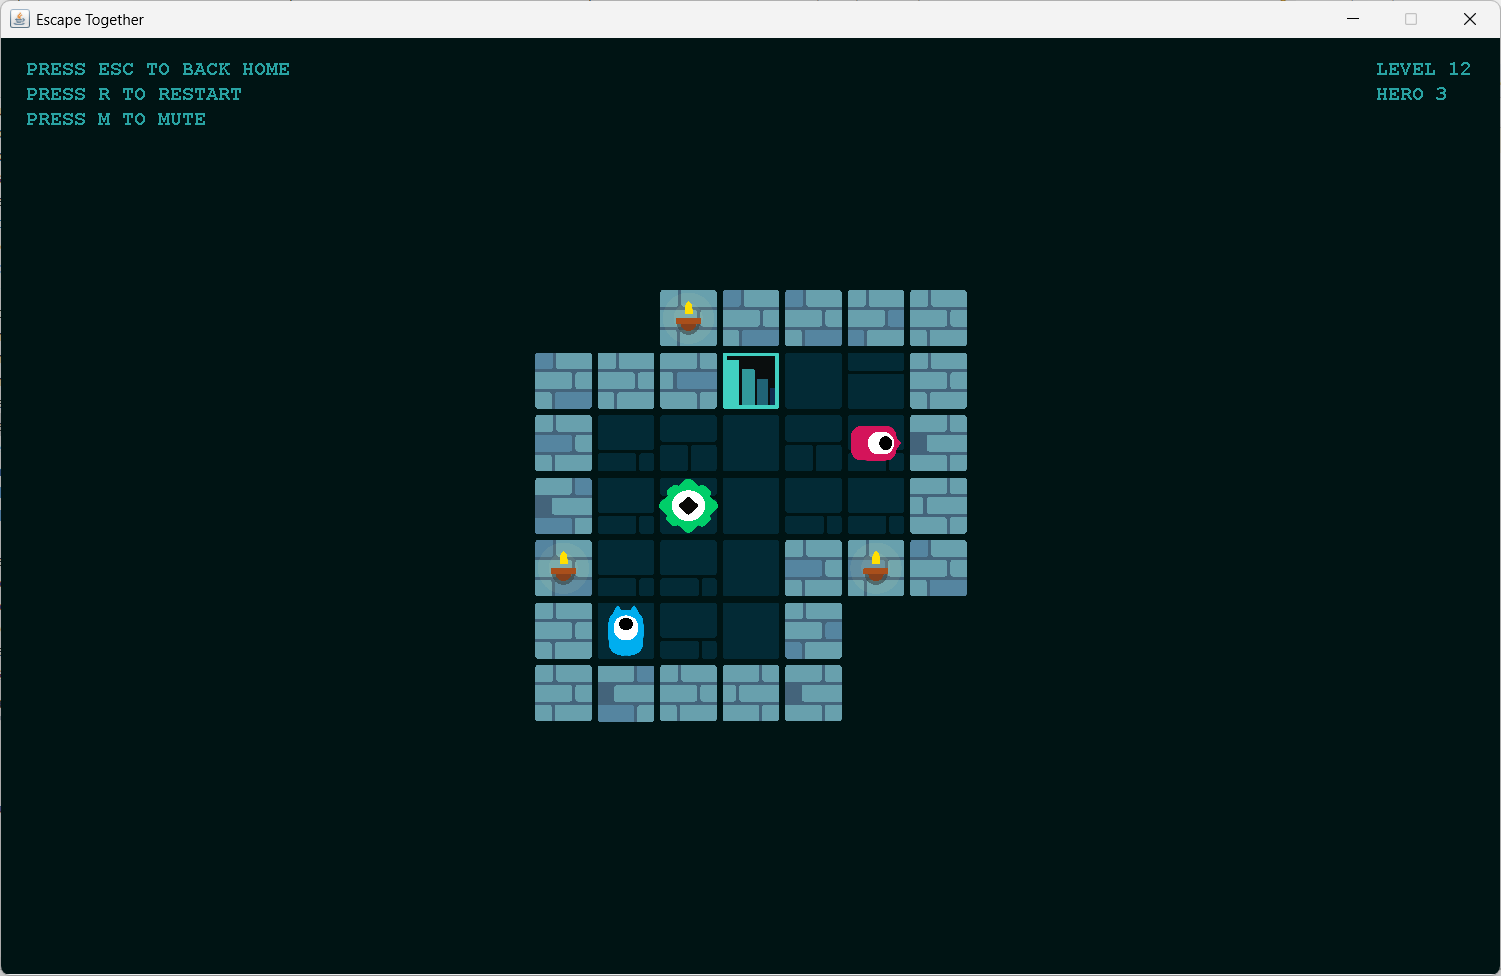 Escape Together
PRESS ESC TO BACK HOME
PRESS R TO RESTART
PRESS M TO MUTE
LEVEL 12
HERO 3